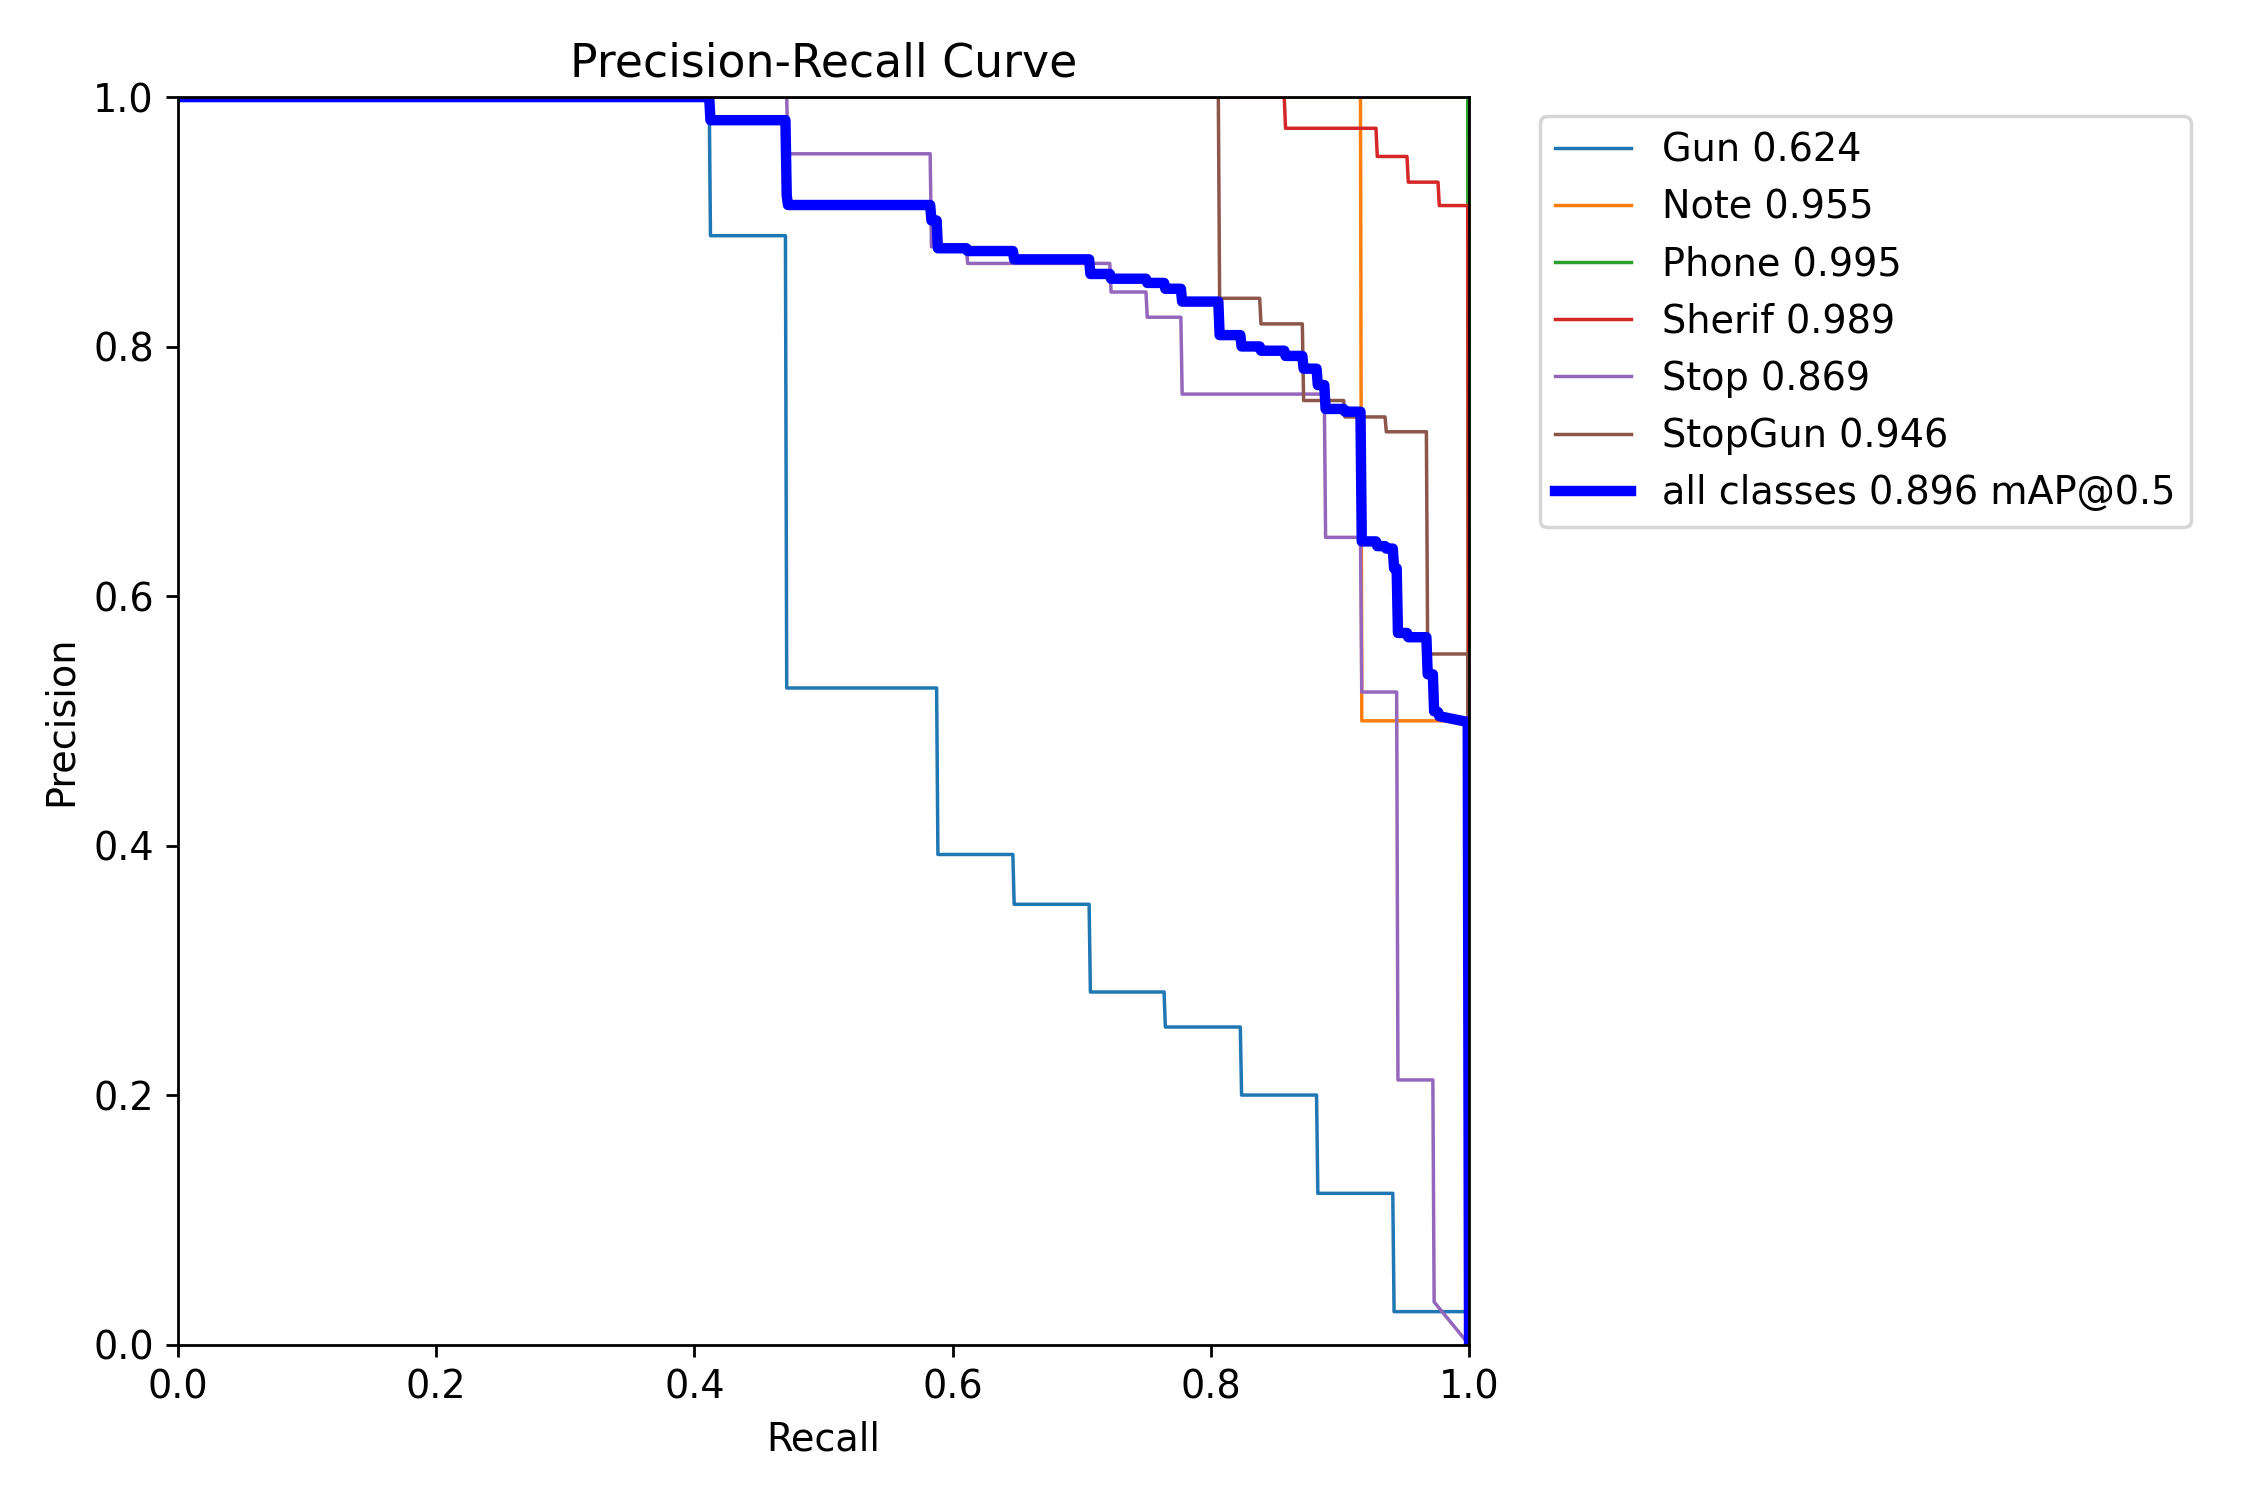 Precision-Recall Curve
1.0
0.8
0.6
0.4
0.2
0.0
Precision
0.0 0.2 0.4 0.6 0.8 1.0
Recall
Gun 0.624
Note 0.955
Phone 0.995
Sherif 0.989
Stop 0.869
StopGun 0.946
all classes 0.896 mAP@0.5